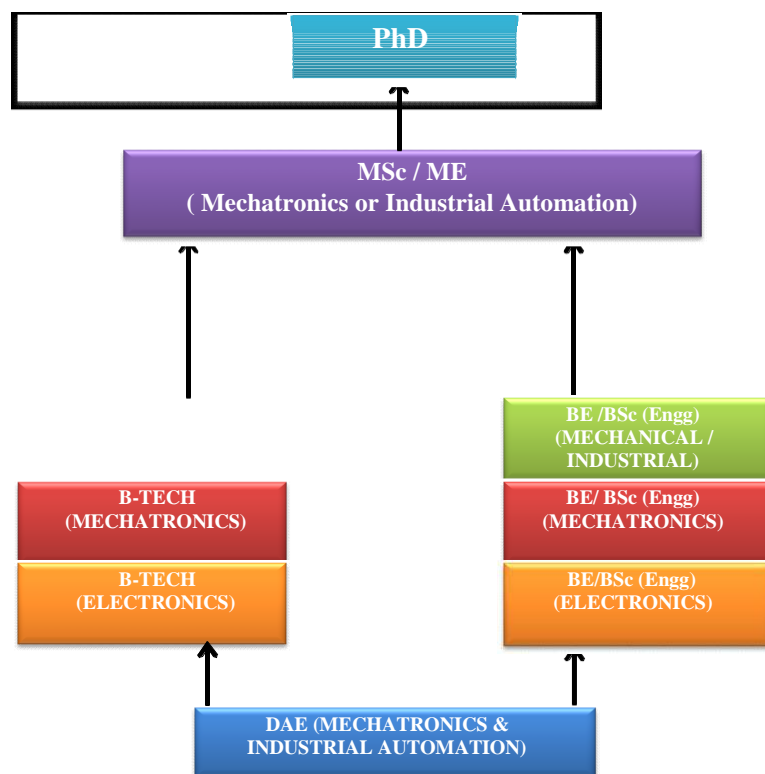 PhD
MSc / ME
( Mechatronics or Industrial Automation)
BE /BSc (Engg)
(MECHANICAL /
INDUSTRIAL)
B-TECH
(MECHATRONICS)
BE/ BSc (Engg)
(MECHATRONICS)
B-TECH
(ELECTRONICS)
BE/BSc (Engg)
(ELECTRONICS)
DAE (MECHATRONICS &
INDUSTRIAL AUTOMATION)